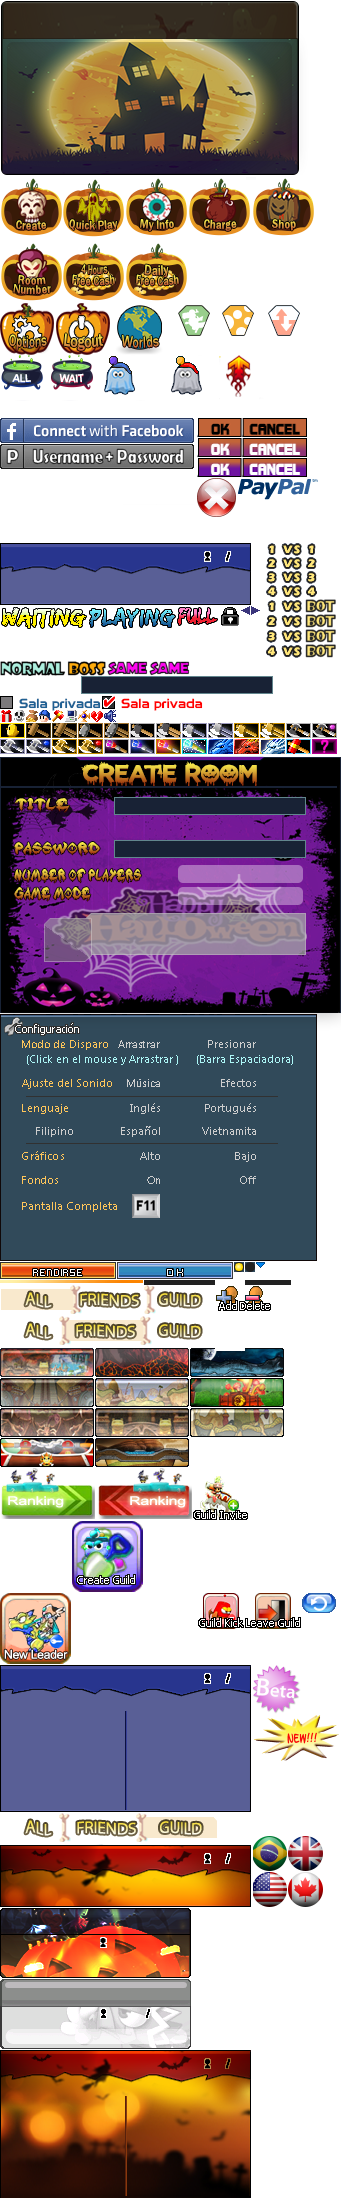 Create Quick Play My Info Charge Shop
Room Number 4 Hours Free Cash Daily Free Cash
Options Logout Worlds
ALL WAIT
f Connect with Facebook OK CANCEL
P Username + Password OK CANCEL
OK CANCEL
PayPal
/
1 VS 1
2 VS 2
3 VS 3
4 VS 4
1 VS BOT
2 VS BOT
3 VS BOT
4 VS BOT
WAITING PLAYING FULL
NORMAL BOSS SAME SAME
Sala privada Sala privada
?
CREATE ROOM
TITLE
PASSWORD
NUMBER OF PLAYERS
GAME MODE
Happy
Halloween
Configuración
Modo de Disparo Arrastrar Presionar
(Click en el mouse y Arrastrar ) (Barra Espaciadora)
Ajuste del Sonido Música Efectos
Lenguaje Inglés Portugués
Filipino Español Vietnamita
Gráficos Alto Bajo
Fondos On Off
Pantalla Completa F11
RENDIRSE OK
ALL FRIENDS GUILD Add Delete
ALL FRIENDS GUILD
Ranking Ranking Guild Invite
Create Guild
New Leader Guild Kick Leave Guild
/
Beta
NEW!!!
ALL FRIENDS GUILD
/
/
/